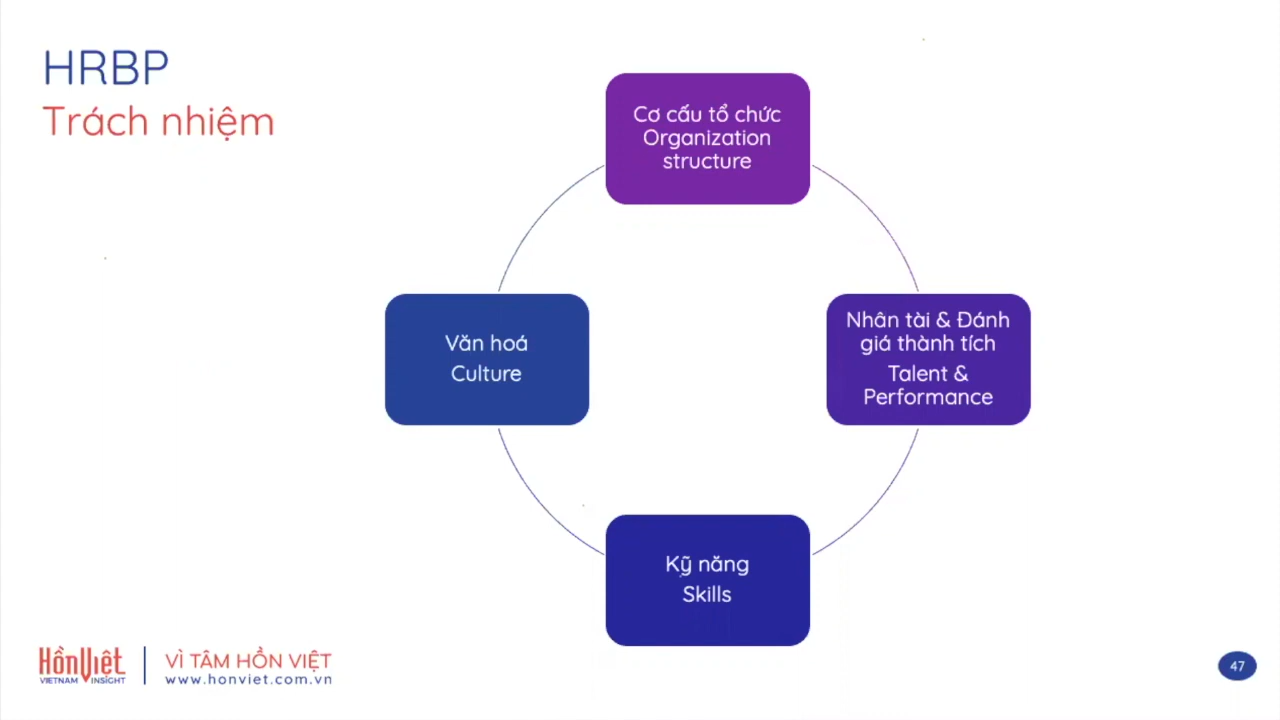 HRBP
Trách nhiệm
Cơ cấu tổ chức
Organization
structure
Văn hoá
Culture
Nhân tài & Đánh
giá thành tích
Talent &
Performance
Kỹ năng
Skills
HồnViệt
VIETNAM INSIGHT
VÌ TÂM HỒN VIỆT
www.honviet.com.vn
47